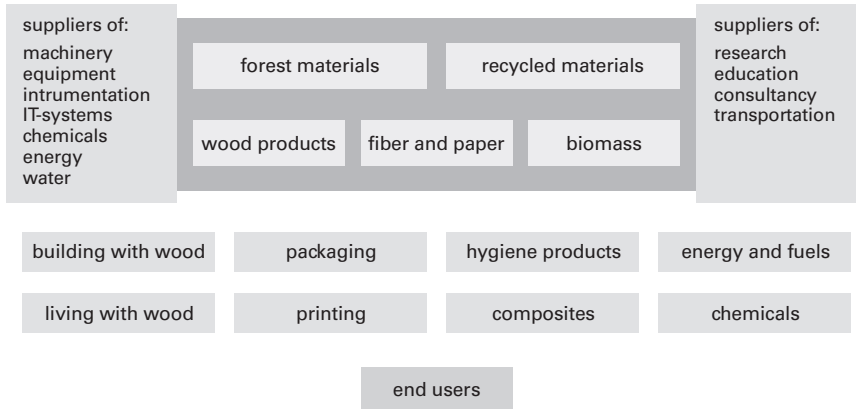 suppliers of:
machinery
equipment
intrumentation
IT-systems
chemicals
energy
water
forest materials
recycled materials
wood products
fiber and paper
biomass
suppliers of:
research
education
consultancy
transportation
building with wood
packaging
hygiene products
energy and fuels
living with wood
printing
composites
chemicals
end users